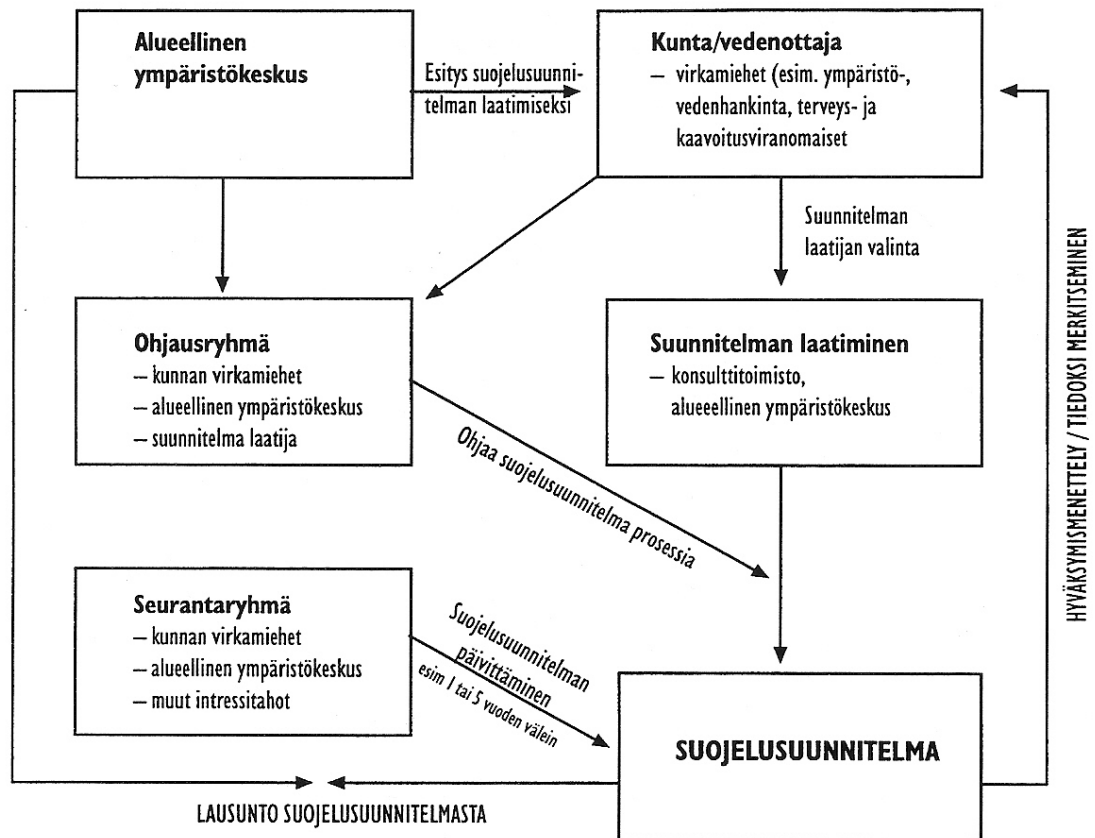 Alueellinen
ympäristökeskus
Esitys suojelusuunni-
telman laatimiseksi
Kunta/vedenottaja
– virkamiehet (esim. ympäristö-,
vedenhankinta, terveys- ja
kaavoitusviranomaiset
Suunnitelman
laatijan valinta
Ohjausryhmä
– kunnan virkamiehet
– alueellinen ympäristökeskus
– suunnitelma laatija
Suunnitelman laatiminen
– konsulttitoimisto,
alueeellinen ympäristökeskus
Ohjaa suojelusuunnitelma prosessia
HYVÄKSYMISMENETTELY / TIEDOKSI MERKITSEMINEN
Seurantaryhmä
– kunnan virkamiehet
– alueellinen ympäristökeskus
– muut intressitahot
Suojelusuunnitelman
päivittäminen
esim 1 tai 5 vuoden välein
SUOJELUSUUNNITELMA
LAUSUNTO SUOJELUSUUNNITELMASTA